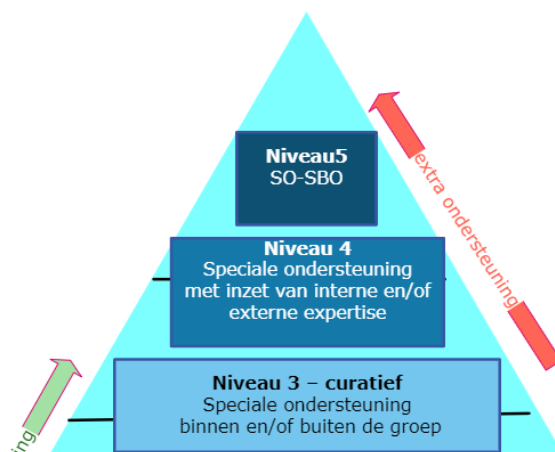 Niveau5
SO-SBO
Niveau 4
Speciale ondersteuning
met inzet van interne en/of
externe expertise
extra ondersteuning
Niveau 3 – curatief
Speciale ondersteuning
binnen en/of buiten de groep